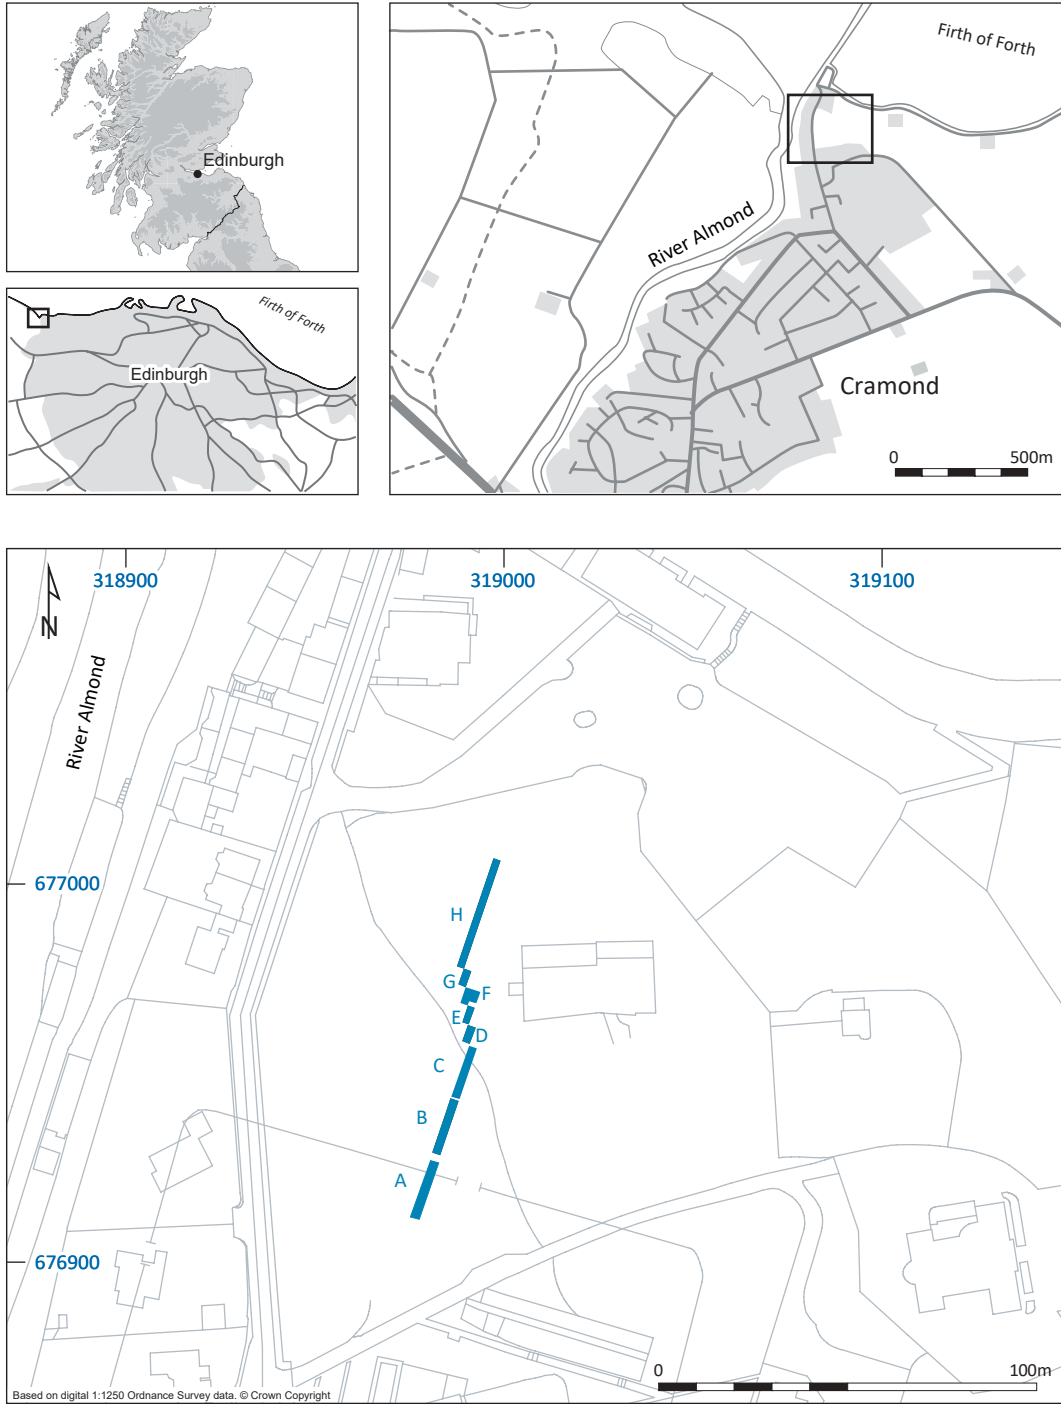 Edinburgh
Firth of Forth
Edinburgh
Firth of Forth
River Almond
Cramond
0 500m
318900 319000 319100
N
River Almond
677000
H
G
F
E
D
C
B
A
676900
0 100m
Based on digital 1:1250 Ordnance Survey data. © Crown Copyright